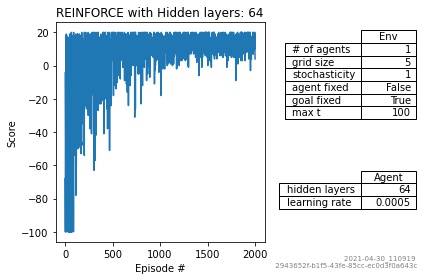 REINFORCE with Hidden layers: 64
20
0
−20
−40
−60
−80
−100
Score
0
500
1000
1500
2000
Episode #
Env
# of agents 1
grid size 5
stochasticity 1
agent fixed False
goal fixed True
max t 100
Agent
hidden layers 64
learning rate 0.0005
2021-04-30_110919
2943652f-b1f5-43fe-85cc-ec0d3f0a643c